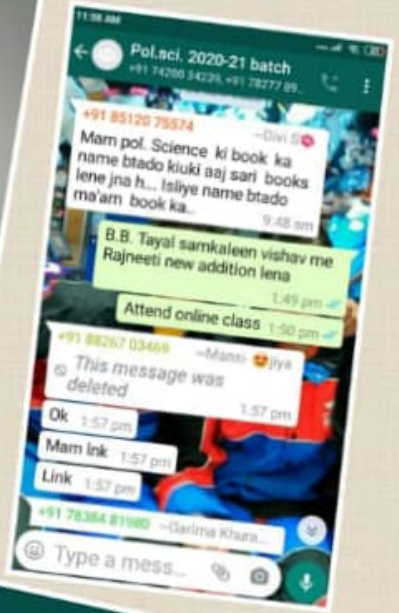 11:58 AM
Pol.sci. 2020-21 batch
+91 74200 34239, +91 78277 89...
+91 85120 75574
~Divi.S
Mam pol. Science ki book ka
name btado kiuki aaj sari books
lene jna h... Isliye name btado
ma'am book ka..
9:48 am
B.B. Tayal samkaleen vishav me
Rajneeti new addition lena
1:49 pm
Attend online class 1:50 pm
+91 88267 03469
~Mansi 😍jiya
This message was
deleted
1:57 pm
Ok 1:57 pm
Mam lnk 1:57 pm
Link 1:57 pm
+91 78384 81980 ~Garima Khura...
Type a mess...